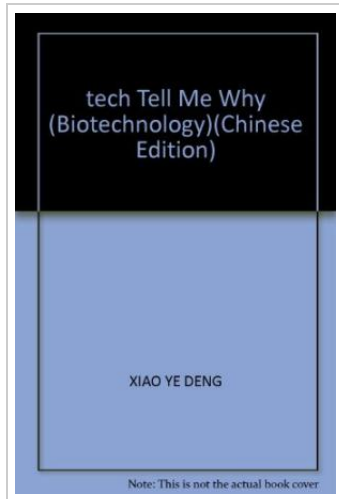 tech Tell Me Why
(Biotechnology)(Chinese
Edition)
XIAO YE DENG
Note: This is not the actual book cover